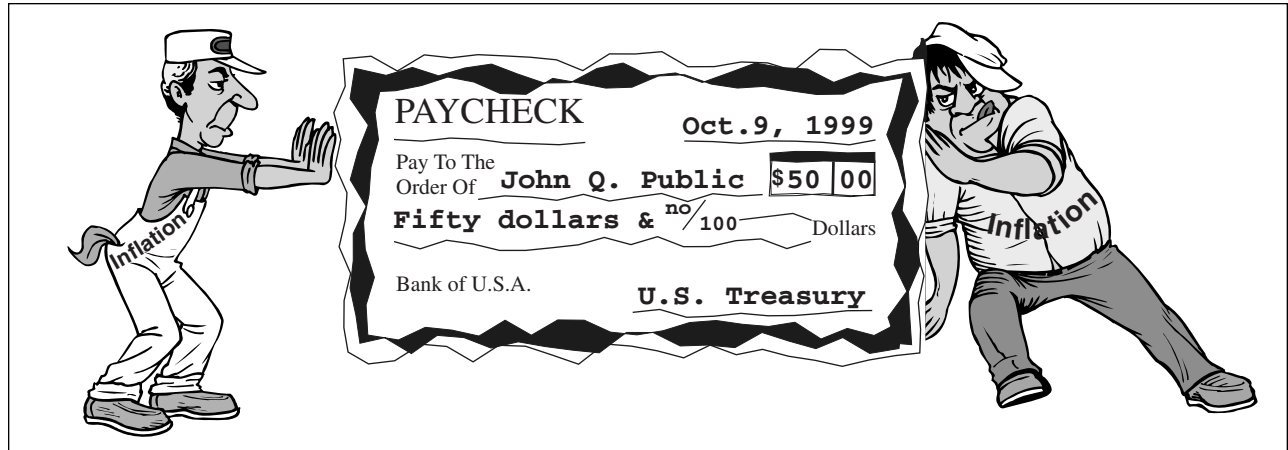 PAYCHECK
Oct.9, 1999
Pay To The
Order Of John Q. Public $50 00
Fifty dollars & no/100 Dollars
Bank of U.S.A.
U.S. Treasury
Inflation
Inflation